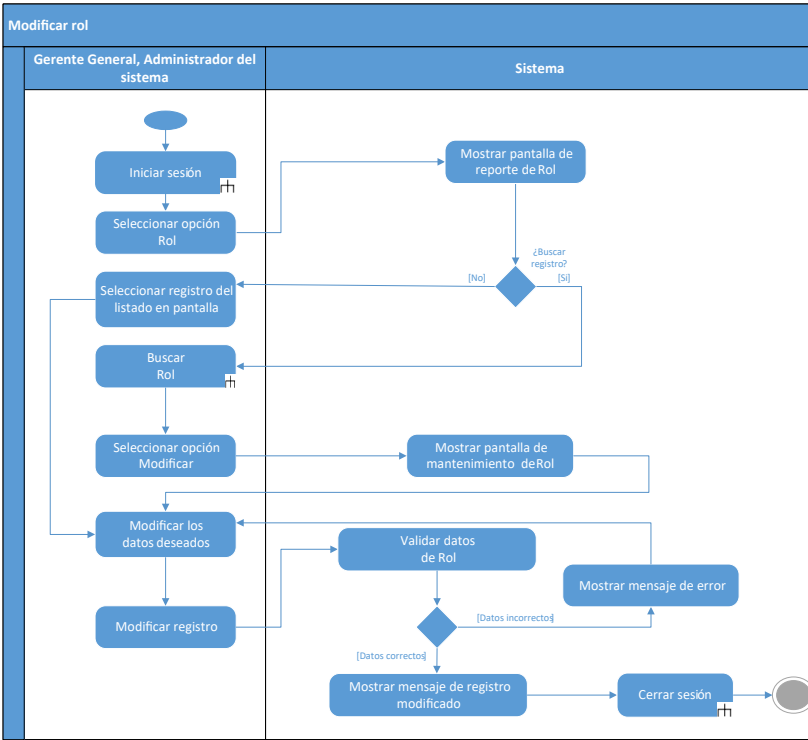 Modificar rol
Gerente General, Administrador del
sistema
Sistema
Iniciar sesión
Mostrar pantalla de
reporte de Rol
Seleccionar opción
Rol
¿Buscar
registro?
[No]
[Si]
Seleccionar registro del
listado en pantalla
Buscar
Rol
Seleccionar opción
Modificar
Mostrar pantalla de
mantenimiento de Rol
Modificar los
datos deseados
Validar datos
de Rol
Mostrar mensaje de error
Modificar registro
[Datos incorrectos]
[Datos correctos]
Mostrar mensaje de registro
modificado
Cerrar sesión